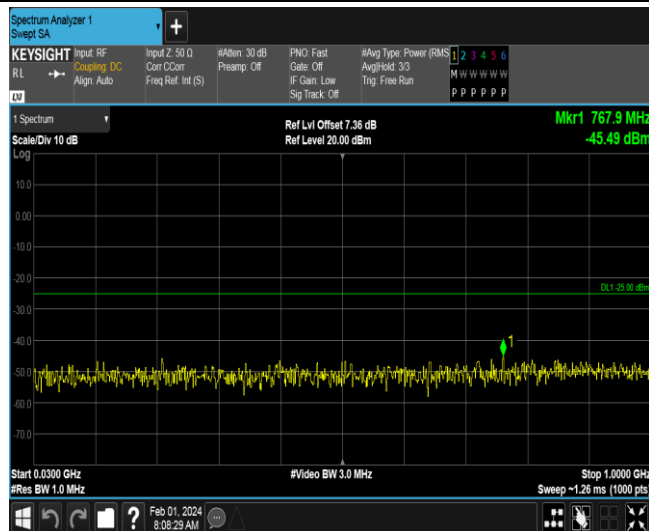 Spectrum Analyzer 1
Swept SA
+
KEYSIGHT Input: RF Input Z: 50 Ω #Atten: 30 dB PNO: Fast #Avg Type: Power (RMS 1 2 3 4 5 6
RL Coupling: DC Corr CCorr Preamp: Off Gate: Off Avg|Hold: 3/3 M W W W W W
Align: Auto Freq Ref: Int (S) IF Gain: Low Trig: Free Run
Sig Track: Off P P P P P P
LXI
1 Spectrum Ref Lvl Offset 7.36 dB Mkr1 767.9 MHz
Scale/Div 10 dB Ref Level 20.00 dBm -45.49 dBm
Log
10.0
0.00
-10.0
-20.0
DL1 -25.00 dBm
-30.0
-40.0
1
-50.0
-60.0
-70.0
Start 0.0300 GHz #Video BW 3.0 MHz Stop 1.0000 GHz
#Res BW 1.0 MHz Sweep ~1.26 ms (1000 pts)
? Feb 01, 2024
8:08:29 AM